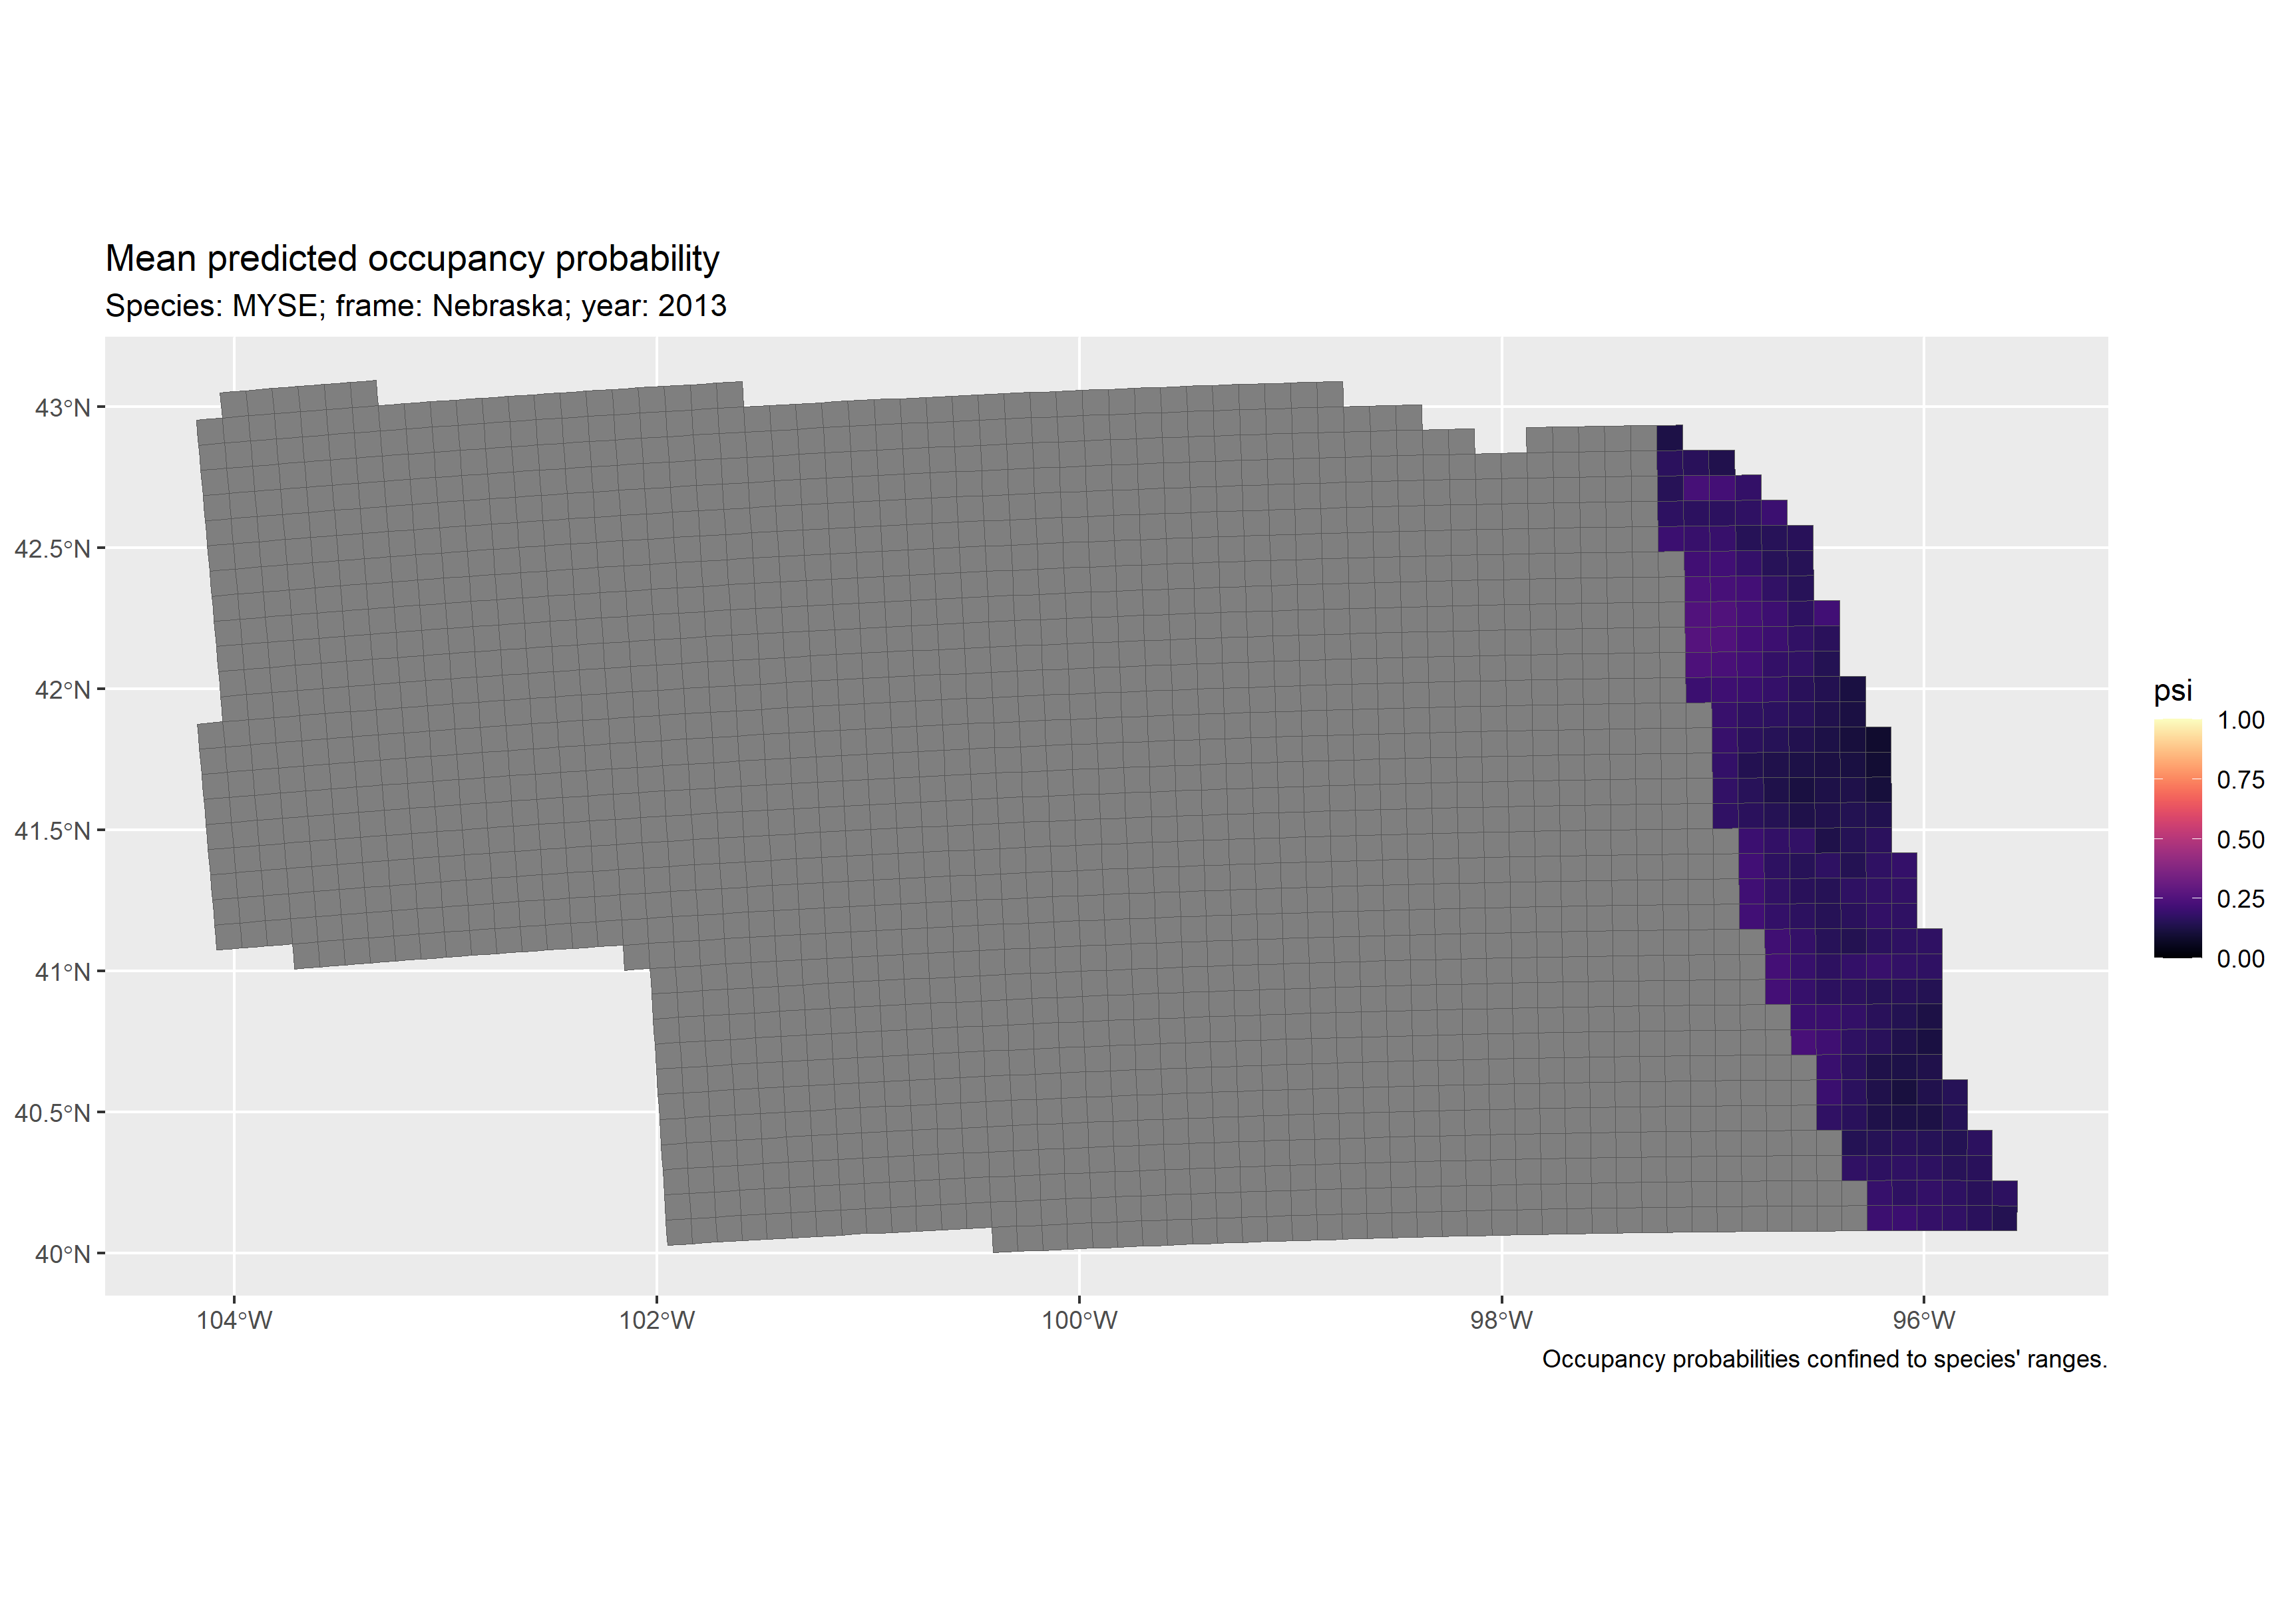 Mean predicted occupancy probability
Species: MYSE; frame: Nebraska; year: 2013
43°N
42.5°N
42°N
41.5°N
41°N
40.5°N
40°N
104°W
102°W
100°W
98°W
96°W
psi
1.00
0.75
0.50
0.25
0.00
Occupancy probabilities confined to species' ranges.